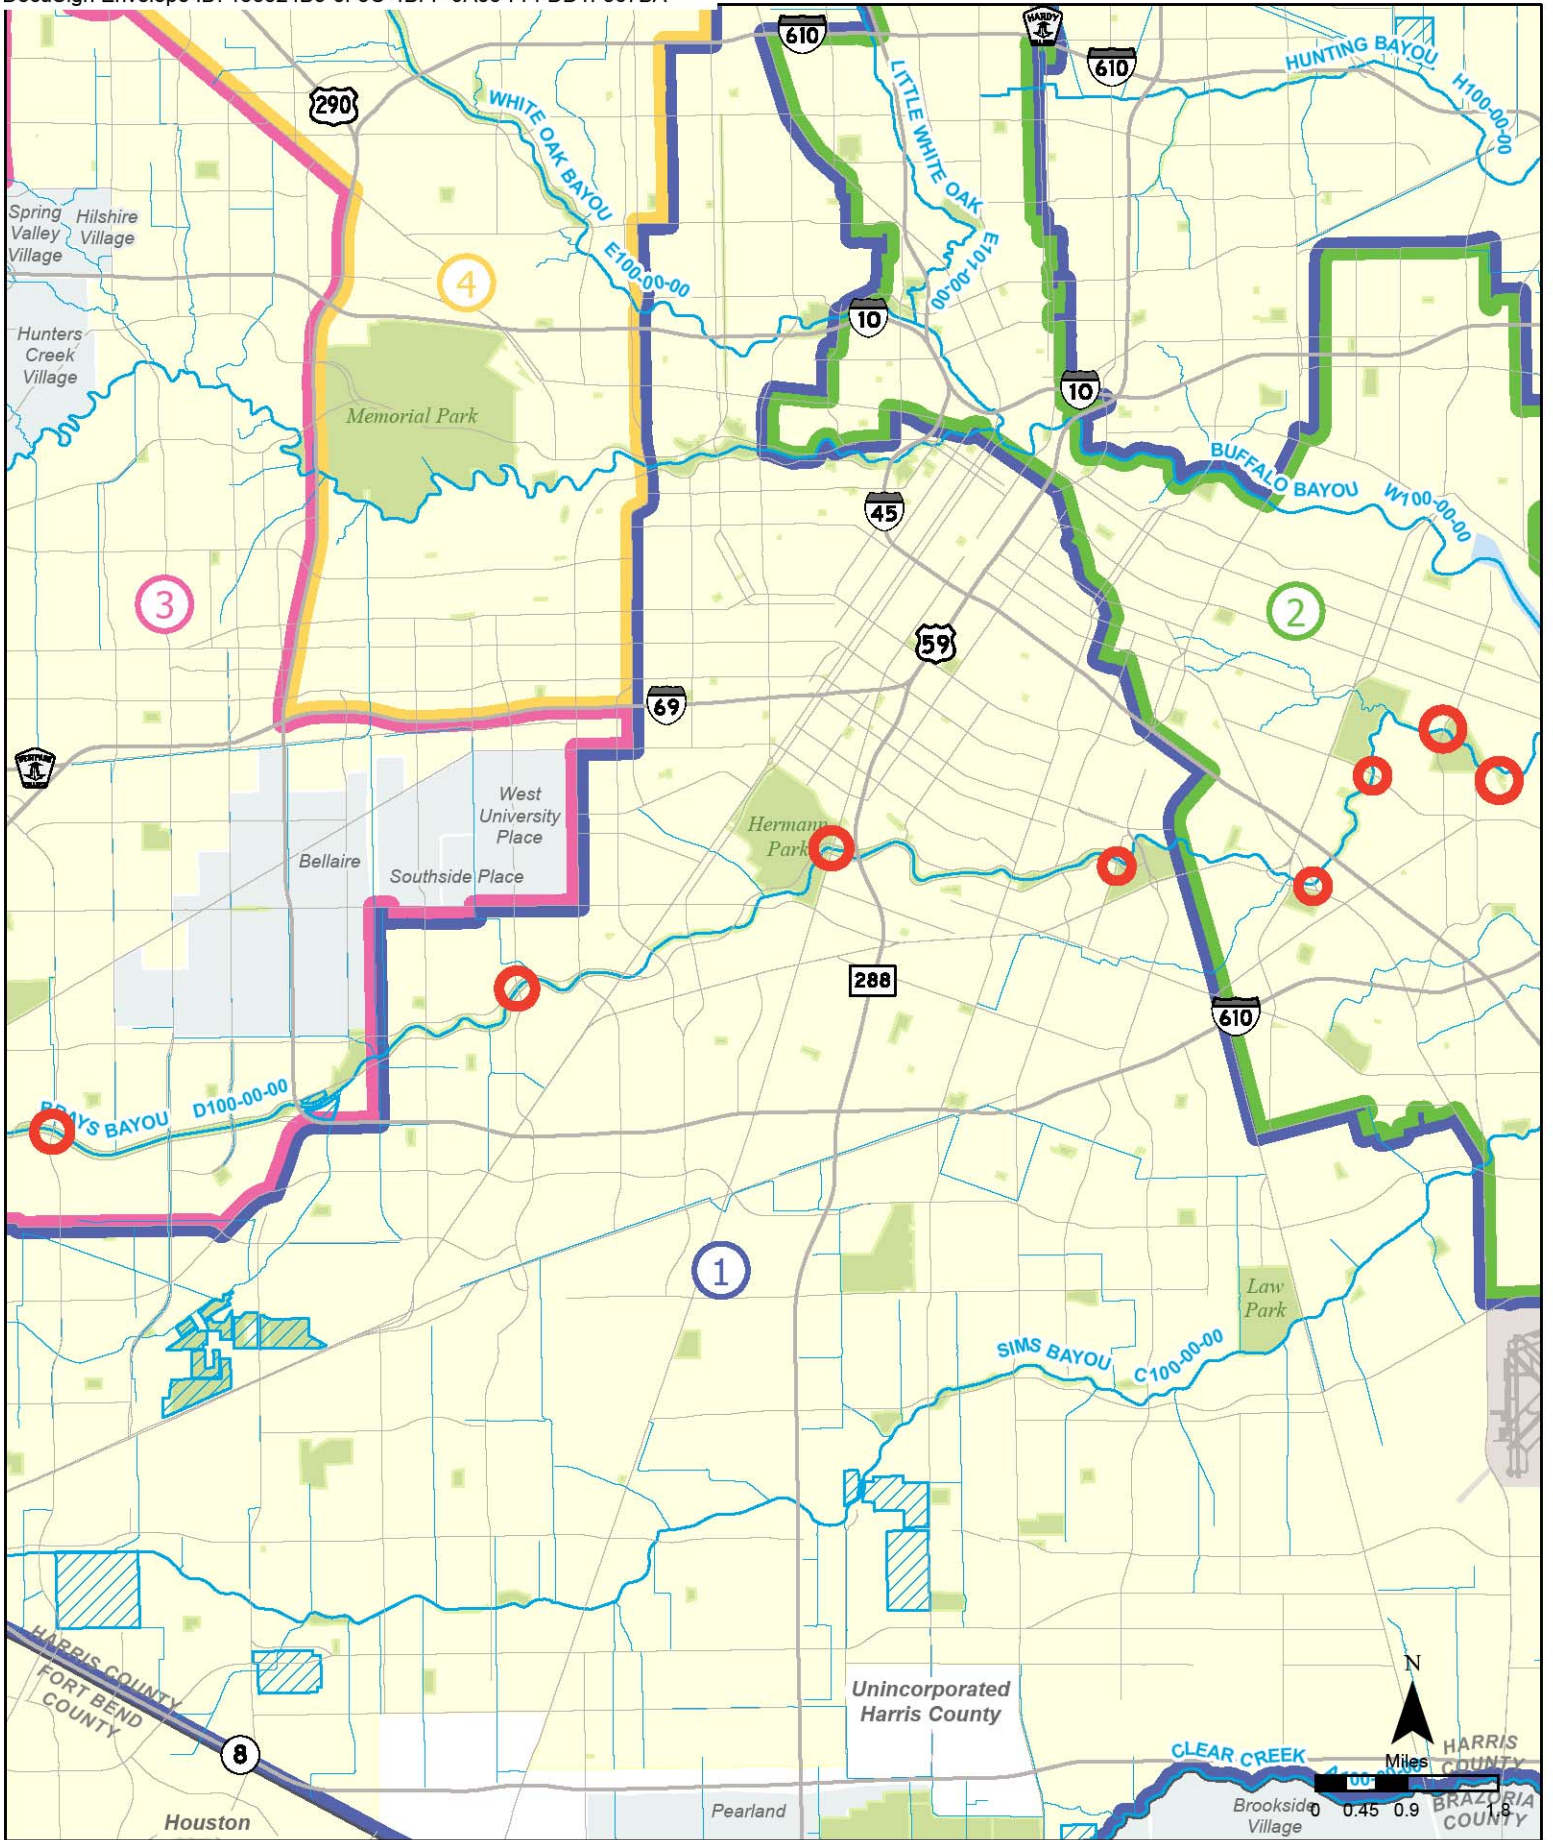 610
HARDY
610
HUNTING BAYOU H100-00-00
290
WHITE OAK BAYOU
E100-00-00
LITTLE WHITE OAK
E101-00-00
Spring
Valley
Village
Hilshire
Village
4
10
Hunters
Creek
Village
10
Memorial Park
BUFFALO BAYOU W100-00-00
45
3
2
59
69
West
University
Place
Hermann
Park
Bellaire
Southside Place
288
610
BRAYS BAYOU D100-00-00
1
Law
Park
SIMS BAYOU C100-00-00
HARRIS COUNTY
FORT BEND
COUNTY
Unincorporated
Harris County
N
8
CLEAR CREEK
Miles
HARRIS
COUNTY
0 0.45 0.9 1.8
Pearland
Brookside
Village
BRAZORIA
COUNTY
Houston